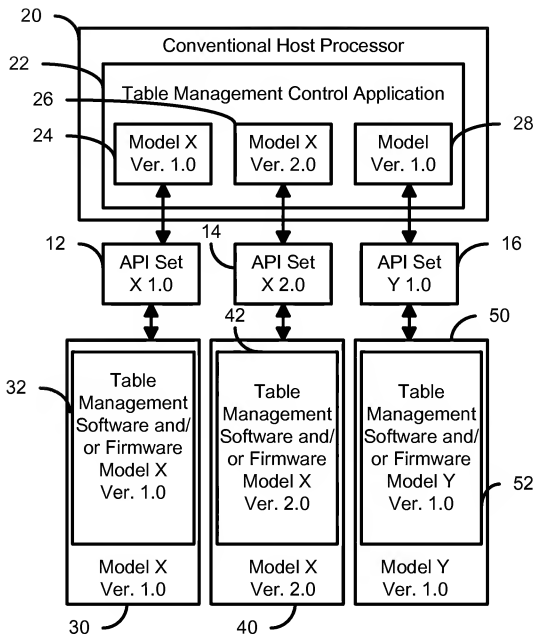 20
Conventional Host Processor
22
Table Management Control Application
26
24
28
Model X
Ver. 1.0
Model X
Ver. 2.0
Model
Ver. 1.0
12
14
16
API Set
X 1.0
API Set
X 2.0
API Set
Y 1.0
42
50
32
Table
Management
Software and/
or Firmware
Model X
Ver. 1.0
Table
Management
Software and/
or Firmware
Model X
Ver. 2.0
Table
Management
Software and/
or Firmware
Model Y
Ver. 1.0
52
Model X
Ver. 1.0
Model X
Ver. 2.0
Model Y
Ver. 1.0
30
40